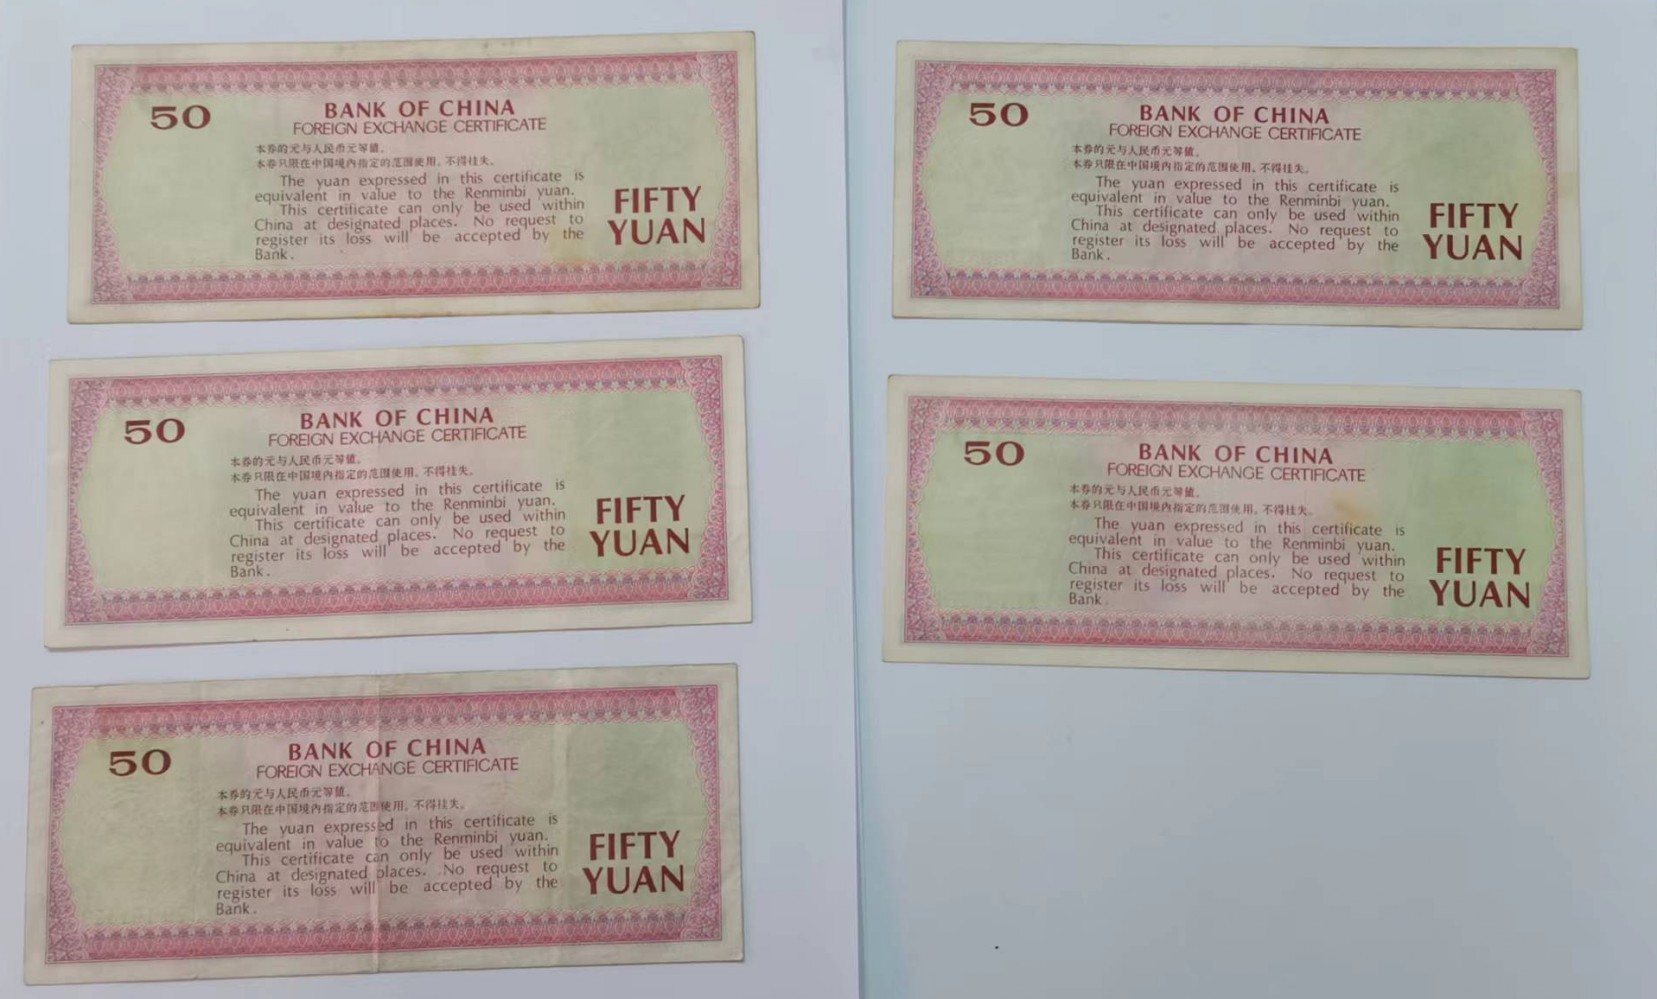 50
BANK OF CHINA
FOREIGN EXCHANGE CERTIFICATE
本券的元与人民币元等值。
本券只限在中国境内指定的范围使用,不得挂失。
The yuan expressed in this certificate is
equivalent in value to the Renminbi yuan.
This certificate can only be used within
China at designated places. No request to
register its loss will be accepted by the
Bank.
FIFTY
YUAN
50
BANK OF CHINA
FOREIGN EXCHANGE CERTIFICATE
本券的元与人民币元等值。
本券只限在中国境内指定的范围使用,不得挂失。
The yuan expressed in this certificate is
equivalent in value to the Renminbi yuan.
This certificate can only be used within
China at designated places. No request to
register its loss will be accepted by the
Bank.
FIFTY
YUAN
50
BANK OF CHINA
FOREIGN EXCHANGE CERTIFICATE
本券的元与人民币元等值。
本券只限在中国境内指定的范围使用,不得挂失。
The yuan expressed in this certificate is
equivalent in value to the Renminbi yuan.
This certificate can only be used within
China at designated places. No request to
register its loss will be accepted by the
Bank.
FIFTY
YUAN
50
BANK OF CHINA
FOREIGN EXCHANGE CERTIFICATE
本券的元与人民币元等值。
本券只限在中国境内指定的范围使用,不得挂失。
The yuan expressed in this certificate is
equivalent in value to the Renminbi yuan.
This certificate can only be used within
China at designated places. No request to
register its loss will be accepted by the
Bank.
FIFTY
YUAN
50
BANK OF CHINA
FOREIGN EXCHANGE CERTIFICATE
本券的元与人民币元等值。
本券只限在中国境内指定的范围使用,不得挂失。
The yuan expressed in this certificate is
equivalent in value to the Renminbi yuan.
This certificate can only be used within
China at designated places. No request to
register its loss will be accepted by the
Bank.
FIFTY
YUAN